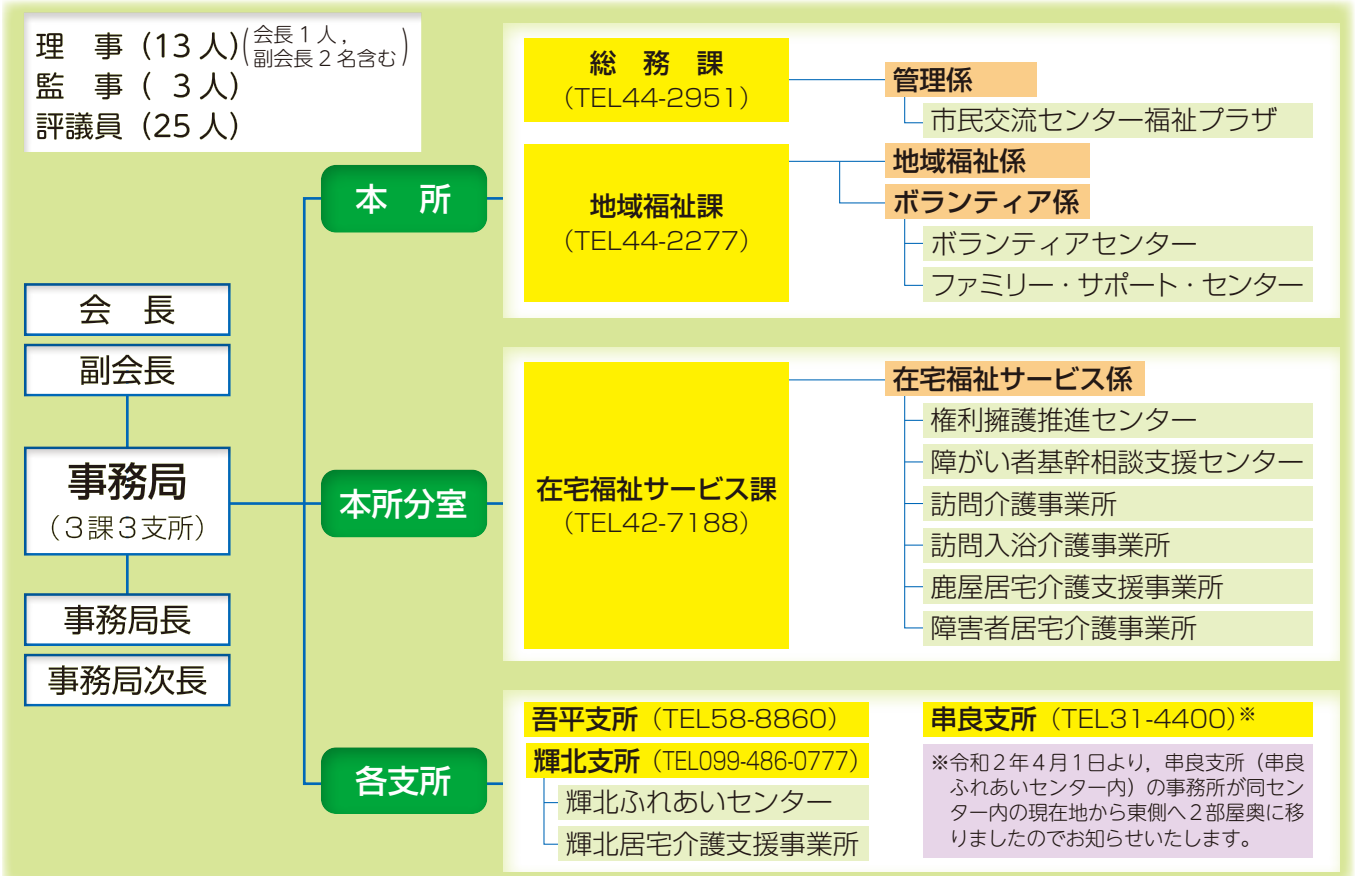 理　事（13人）（会長１人，
副会長２名含む）
監　事（ 3人）
評議員（25人）
会　長
副会長
事務局
（３課３支所）
事務局長
事務局次長
本　所
総　務　課
（TEL44-2951）
管理係
市民交流センター福祉プラザ
地域福祉課
（TEL44-2277）
地域福祉係
ボランティア係
ボランティアセンター
ファミリー・サポート・センター
本所分室
在宅福祉サービス課
（TEL42-7188）
在宅福祉サービス係
権利擁護推進センター
障がい者基幹相談支援センター
訪問介護事業所
訪問入浴介護事業所
鹿屋居宅介護支援事業所
障害者居宅介護事業所
各支所
吾平支所（TEL58-8860）
輝北支所（TEL099-486-0777）
輝北ふれあいセンター
輝北居宅介護支援事業所
串良支所（TEL31-4400）※
※令和２年４月１日より，串良支所（串良
ふれあいセンター内）の事務所が同セン
ター内の現在地から東側へ２部屋奥に移
りましたのでお知らせいたします。